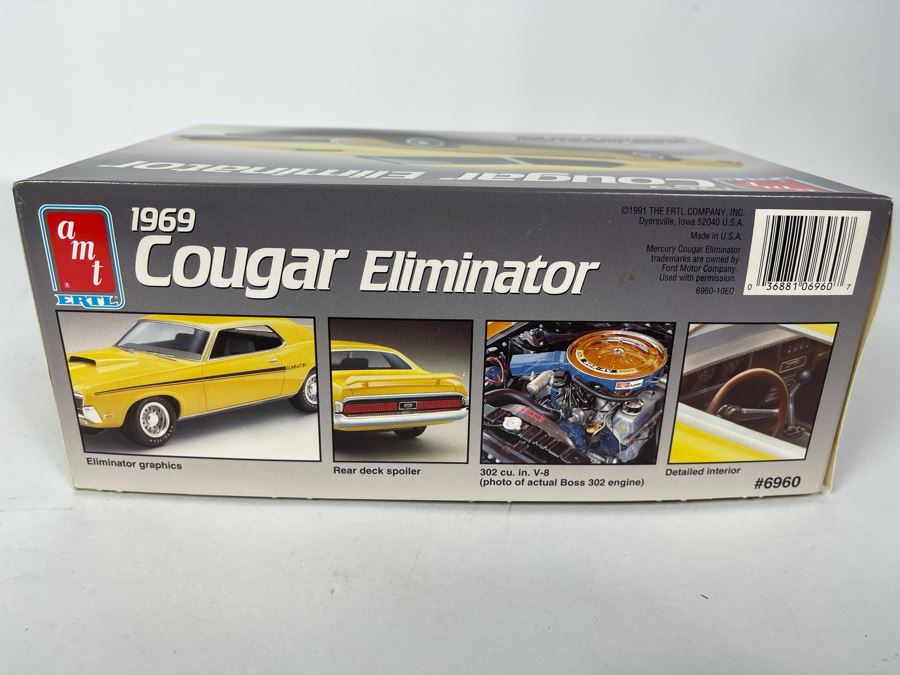 Cougar Eliminator
amt
®
ERTL
1969
Cougar Eliminator
©1991 THE ERTL COMPANY, INC.
Dyersville, Iowa 52040 U.S.A.
Made in U.S.A.
Mercury Cougar Eliminator
trademarks are owned by
Ford Motor Company.
Used with permission.
6960-10EO
0 36881 06960 7
ELIMINATOR
Eliminator graphics
Rear deck spoiler
302 cu. in. V-8
(photo of actual Boss 302 engine)
Detailed interior
#6960